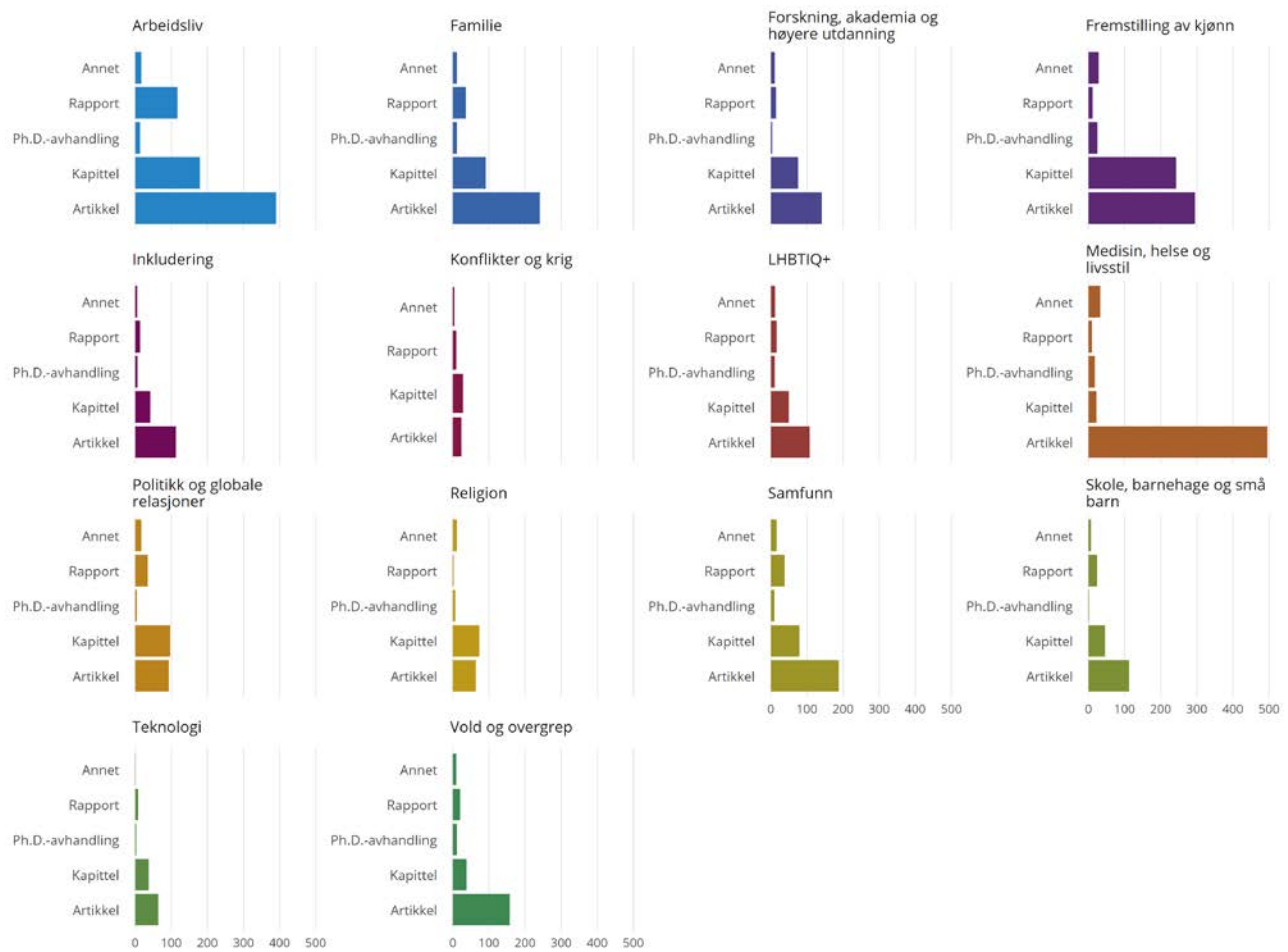 Arbeidsliv
Annet
Rapport
Ph.D.-avhandling
Kapittel
Artikkel
Familie
Annet
Rapport
Ph.D.-avhandling
Kapittel
Artikkel
Forskning, akademia og
høyere utdanning
Annet
Rapport
Ph.D.-avhandling
Kapittel
Artikkel
Fremstilling av kjønn
Annet
Rapport
Ph.D.-avhandling
Kapittel
Artikkel
Inkludering
Annet
Rapport
Ph.D.-avhandling
Kapittel
Artikkel
Konflikter og krig
Annet
Rapport
Kapittel
Artikkel
LHBTIQ+
Annet
Rapport
Ph.D.-avhandling
Kapittel
Artikkel
Medisin, helse og
livsstil
Annet
Rapport
Ph.D.-avhandling
Kapittel
Artikkel
Politikk og globale
relasjoner
Annet
Rapport
Ph.D.-avhandling
Kapittel
Artikkel
Religion
Annet
Rapport
Ph.D.-avhandling
Kapittel
Artikkel
Samfunn
Annet
Rapport
Ph.D.-avhandling
Kapittel
Artikkel
0 100 200 300 400 500
Skole, barnehage og små
barn
Annet
Rapport
Ph.D.-avhandling
Kapittel
Artikkel
0 100 200 300 400 500
Teknologi
Annet
Rapport
Ph.D.-avhandling
Kapittel
Artikkel
0 100 200 300 400 500
Vold og overgrep
Annet
Rapport
Ph.D.-avhandling
Kapittel
Artikkel
0 100 200 300 400 500